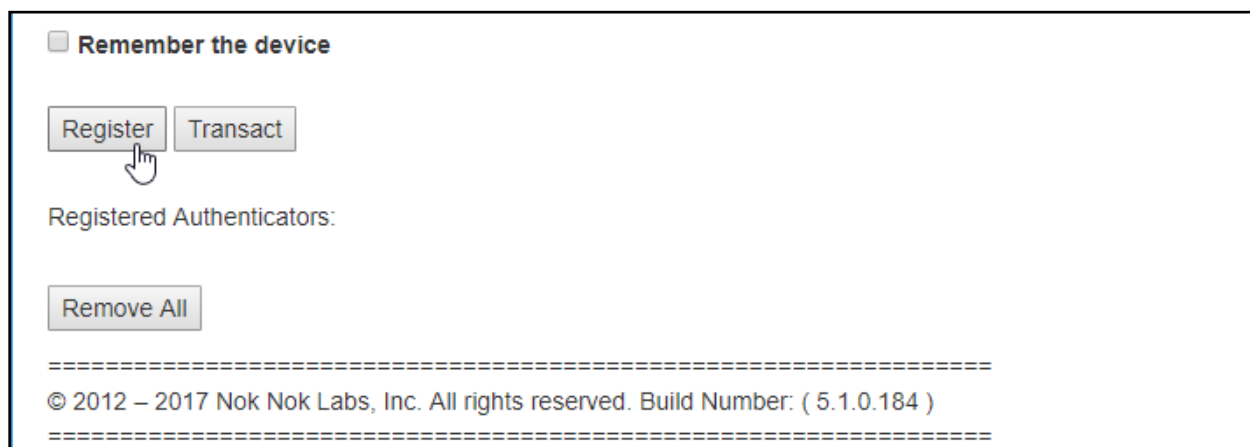 Remember the device
Register Transact
Registered Authenticators:
Remove All
==================================================================
© 2012 – 2017 Nok Nok Labs, Inc. All rights reserved. Build Number: ( 5.1.0.184 )
==================================================================